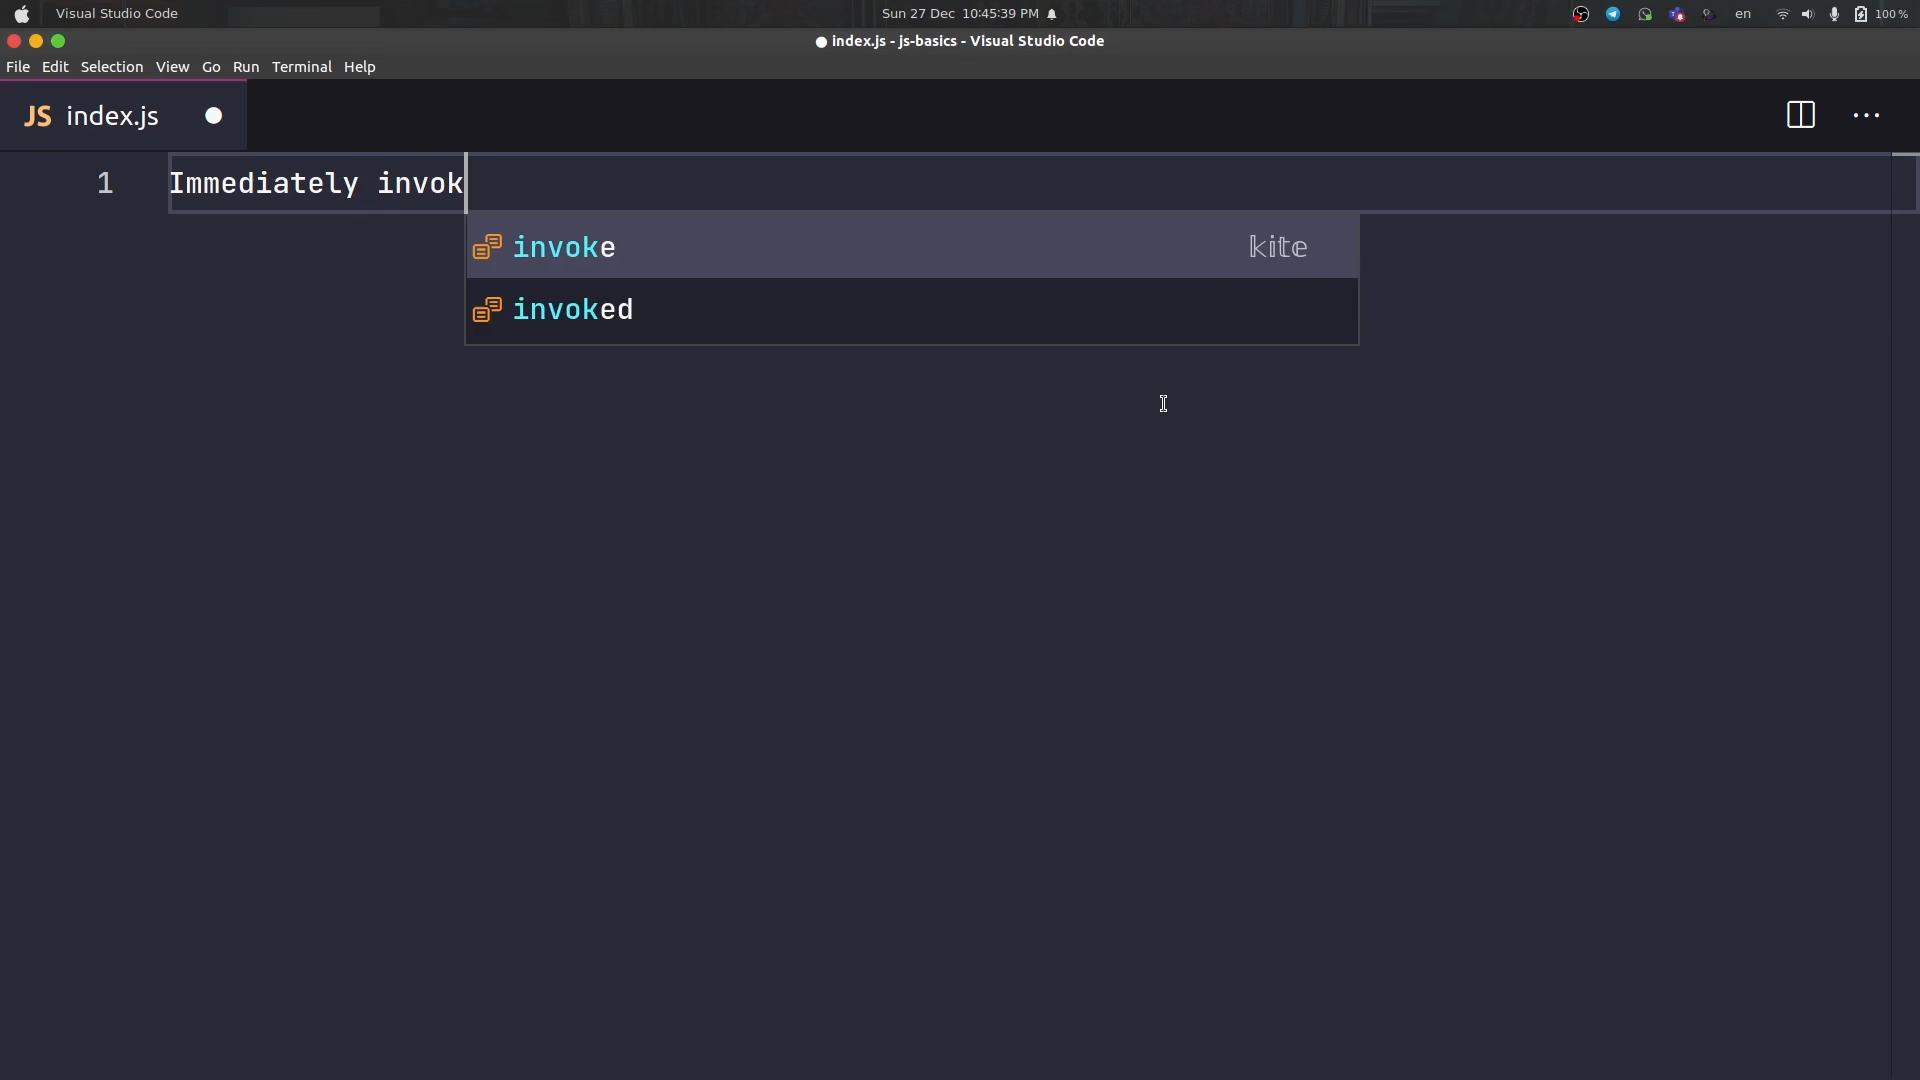 Visual Studio Code
Sun 27 Dec 10:45:39 PM
en
100 %
● index.js - js-basics - Visual Studio Code
File Edit Selection View Go Run Terminal Help
JS index.js
1 Immediately invok
invoke kite
invoked